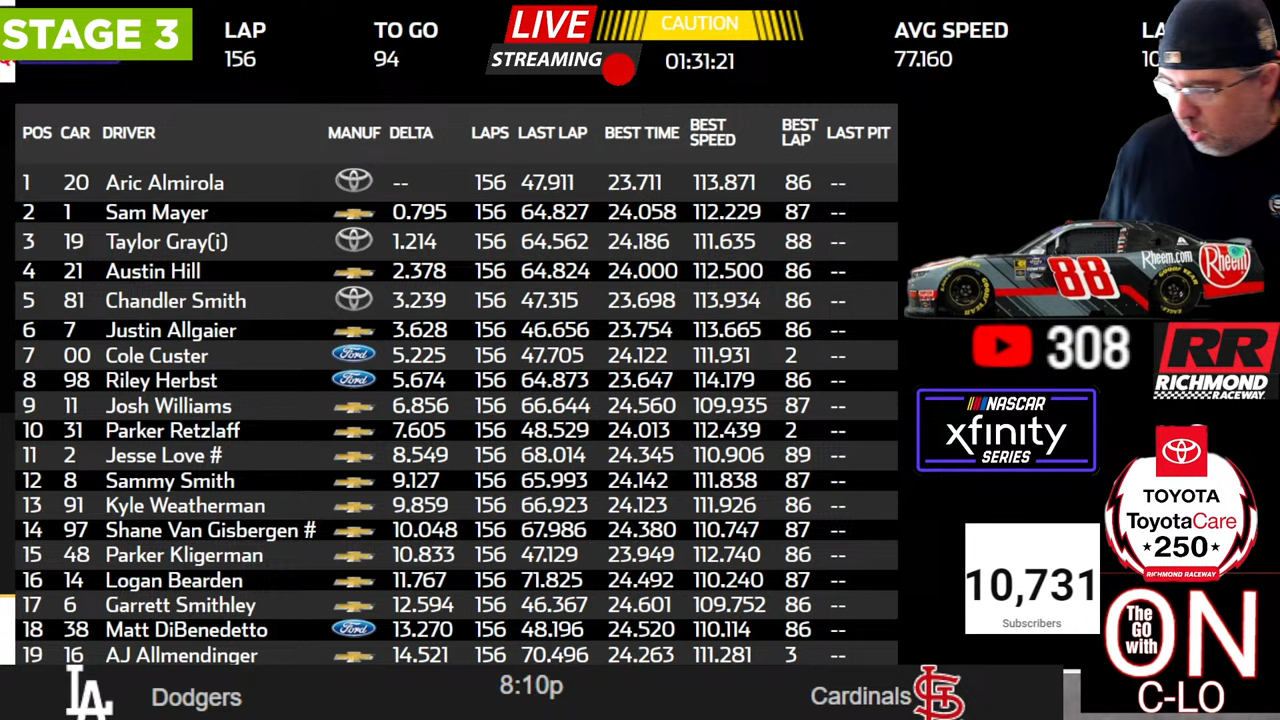 STAGE 3
LAP
156
TO GO
94
LIVE
STREAMING
CAUTION
01:31:21
AVG SPEED
77.160
POS CAR DRIVER MANUF DELTA LAPS LAST LAP BEST TIME BEST SPEED BEST LAP LAST PIT
1 20 Aric Almirola -- 156 47.911 23.711 113.871 86 --
2 1 Sam Mayer 0.795 156 64.827 24.058 112.229 87 --
3 19 Taylor Gray(i) 1.214 156 64.562 24.186 111.635 88 --
4 21 Austin Hill 2.378 156 64.824 24.000 112.500 86 --
5 81 Chandler Smith 3.239 156 47.315 23.698 113.934 86 --
6 7 Justin Allgaier 3.628 156 46.656 23.754 113.665 86 --
7 00 Cole Custer Ford 5.225 156 47.705 24.122 111.931 2 --
8 98 Riley Herbst Ford 5.674 156 64.873 23.647 114.179 86 --
9 11 Josh Williams 6.856 156 66.644 24.560 109.935 87 --
10 31 Parker Retzlaff 7.605 156 48.529 24.013 112.439 2 --
11 2 Jesse Love # 8.549 156 68.014 24.345 110.906 89 --
12 8 Sammy Smith 9.127 156 65.993 24.142 111.838 87 --
13 91 Kyle Weatherman 9.859 156 66.923 24.123 111.926 86 --
14 97 Shane Van Gisbergen # 10.048 156 67.986 24.380 110.747 87 --
15 48 Parker Kligerman 10.833 156 47.129 23.949 112.740 86 --
16 14 Logan Bearden 11.767 156 71.825 24.492 110.240 87 --
17 6 Garrett Smithley 12.594 156 46.367 24.601 109.752 86 --
18 38 Matt DiBenedetto Ford 13.270 156 48.196 24.520 110.114 86 --
19 16 AJ Allmendinger 14.521 156 70.496 24.263 111.281 3 --
88
Rheem.com
Rheem
308
RR
RICHMOND
RACEWAY
NASCAR
xfinity
SERIES
TOYOTA
ToyotaCare
250
RICHMOND RACEWAY
10,731
Subscribers
The GO with ON
C-LO
LA
Dodgers
8:10p
Cardinals
STL